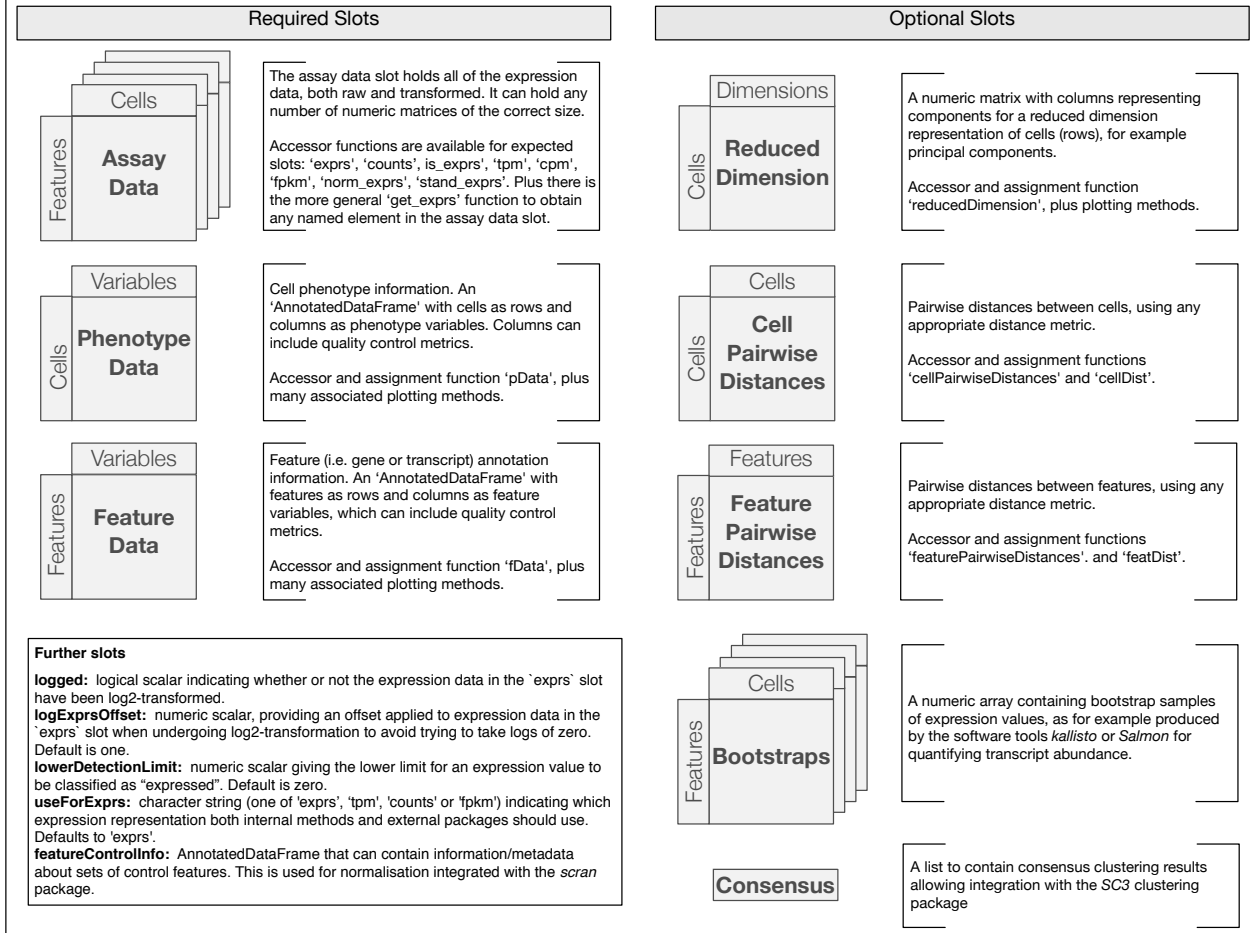 Required Slots
Cells
Features
Assay
Data
The assay data slot holds all of the expression
data, both raw and transformed. It can hold any
number of numeric matrices of the correct size.
Accessor functions are available for expected
slots: ‘exprs', ‘counts’, is_exprs', 'tpm', ‘cpm',
‘fpkm', ‘norm_exprs', ‘stand_exprs’. Plus there is
the more general ‘get_exprs’ function to obtain
any named element in the assay data slot.
Variables
Cells
Phenotype
Data
Cell phenotype information. An
‘AnnotatedDataFrame' with cells as rows and
columns as phenotype variables. Columns can
include quality control metrics.
Accessor and assignment function ‘pData’, plus
many associated plotting methods.
Variables
Features
Feature
Data
Feature (i.e. gene or transcript) annotation
information. An ‘AnnotatedDataFrame' with
features as rows and columns as feature
variables, which can include quality control
metrics.
Accessor and assignment function ‘fData’, plus
many associated plotting methods.
Further slots
logged: logical scalar indicating whether or not the expression data in the `exprs` slot
have been log2-transformed.
logExprsOffset: numeric scalar, providing an offset applied to expression data in the
`exprs` slot when undergoing log2-transformation to avoid trying to take logs of zero.
Default is one.
lowerDetectionLimit: numeric scalar giving the lower limit for an expression value to
be classified as “expressed”. Default is zero.
useForExprs: character string (one of 'exprs’, ‘tpm’, 'counts' or 'fpkm') indicating which
expression representation both internal methods and external packages should use.
Defaults to 'exprs'.
featureControlInfo: AnnotatedDataFrame that can contain information/metadata
about sets of control features. This is used for normalisation integrated with the scran
package.
Optional Slots
Dimensions
Cells
Reduced
Dimension
A numeric matrix with columns representing
components for a reduced dimension
representation of cells (rows), for example
principal components.
Accessor and assignment function
‘reducedDimension’, plus plotting methods.
Cells
Cells
Cell
Pairwise
Distances
Pairwise distances between cells, using any
appropriate distance metric.
Accessor and assignment functions
‘cellPairwiseDistances' and ‘cellDist’.
Features
Features
Feature
Pairwise
Distances
Pairwise distances between features, using any
appropriate distance metric.
Accessor and assignment functions
‘featurePairwiseDistances'. and ‘featDist’.
Cells
Features
Bootstraps
A numeric array containing bootstrap samples
of expression values, as for example produced
by the software tools kallisto or Salmon for
quantifying transcript abundance.
Consensus
A list to contain consensus clustering results
allowing integration with the SC3 clustering
package